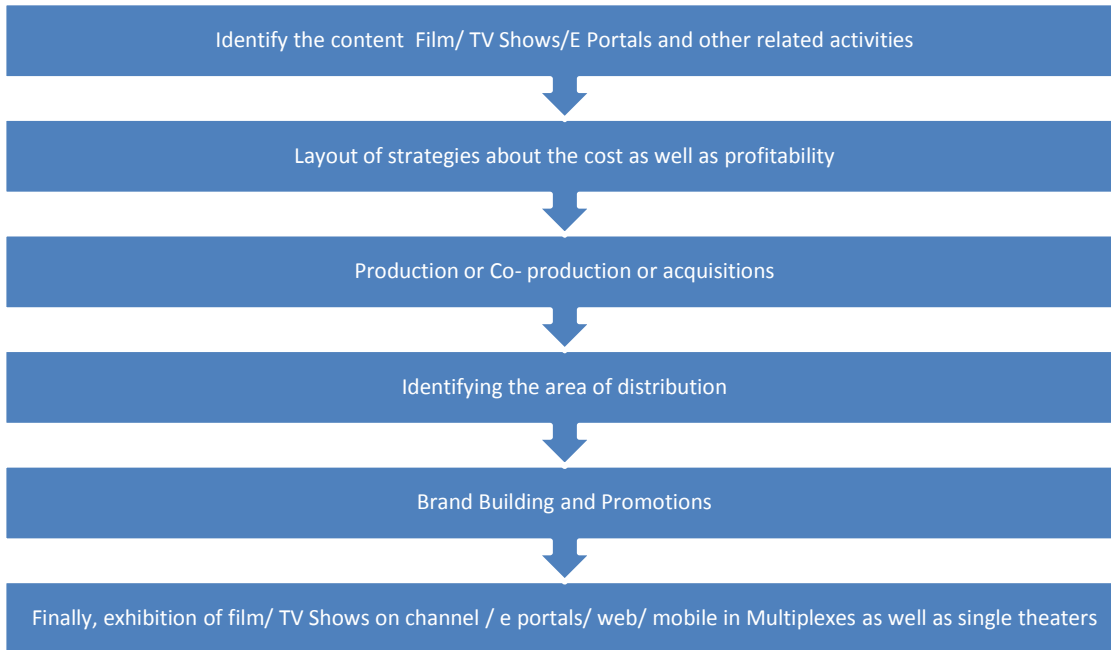 Identify the content  Film/ TV Shows/E Portals and other related activities
Layout of strategies about the cost as well as profitability
Production or Co- production or acquisitions
Identifying the area of distribution
Brand Building and Promotions
Finally, exhibition of film/ TV Shows on channel / e portals/ web/ mobile in Multiplexes as well as single theaters